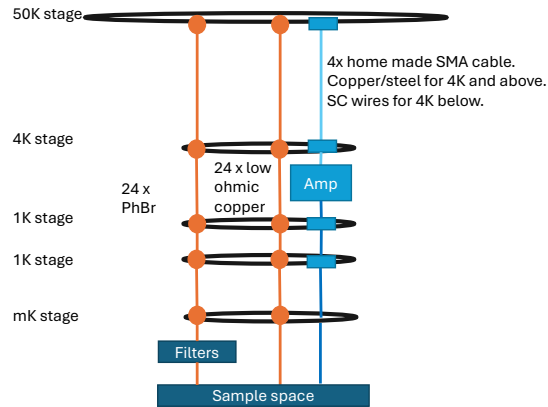 50K stage
4x home made SMA cable.
Copper/steel for 4K and above.
SC wires for 4K below.
4K stage
24 x
PhBr
24 x low
ohmic
copper
Amp
1K stage
1K stage
mK stage
Filters
Sample space